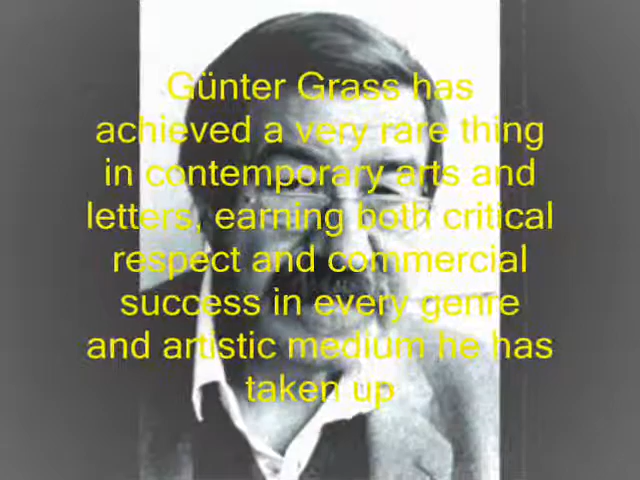 Günter Grass has
achieved a very rare thing
in contemporary arts and
letters, earning both critical
respect and commercial
success in every genre
and artistic medium he has
taken up